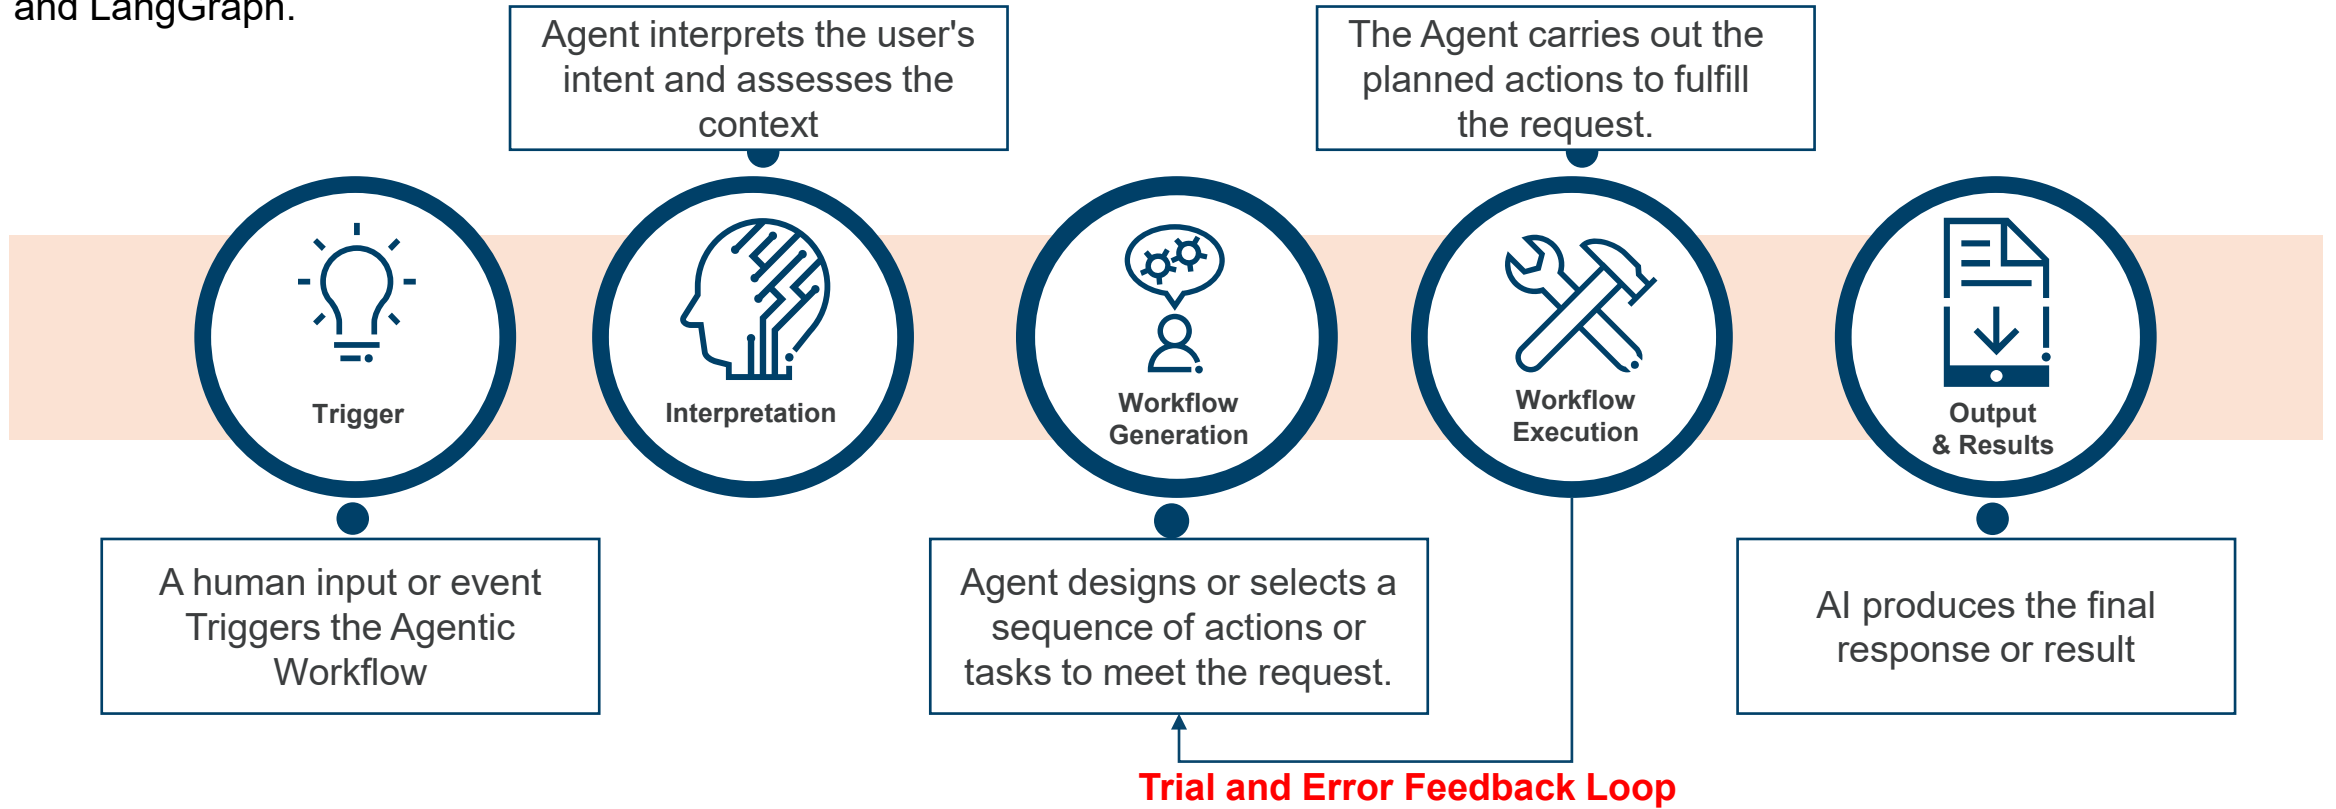 and LangGraph.
Agent interprets the user's
intent and assesses the
context
The Agent carries out the
planned actions to fulfill
the request.
Trigger
Interpretation
Workflow
Generation
Workflow
Execution
Output
& Results
A human input or event
Triggers the Agentic
Workflow
Agent designs or selects a
sequence of actions or
tasks to meet the request.
AI produces the final
response or result
Trial and Error Feedback Loop